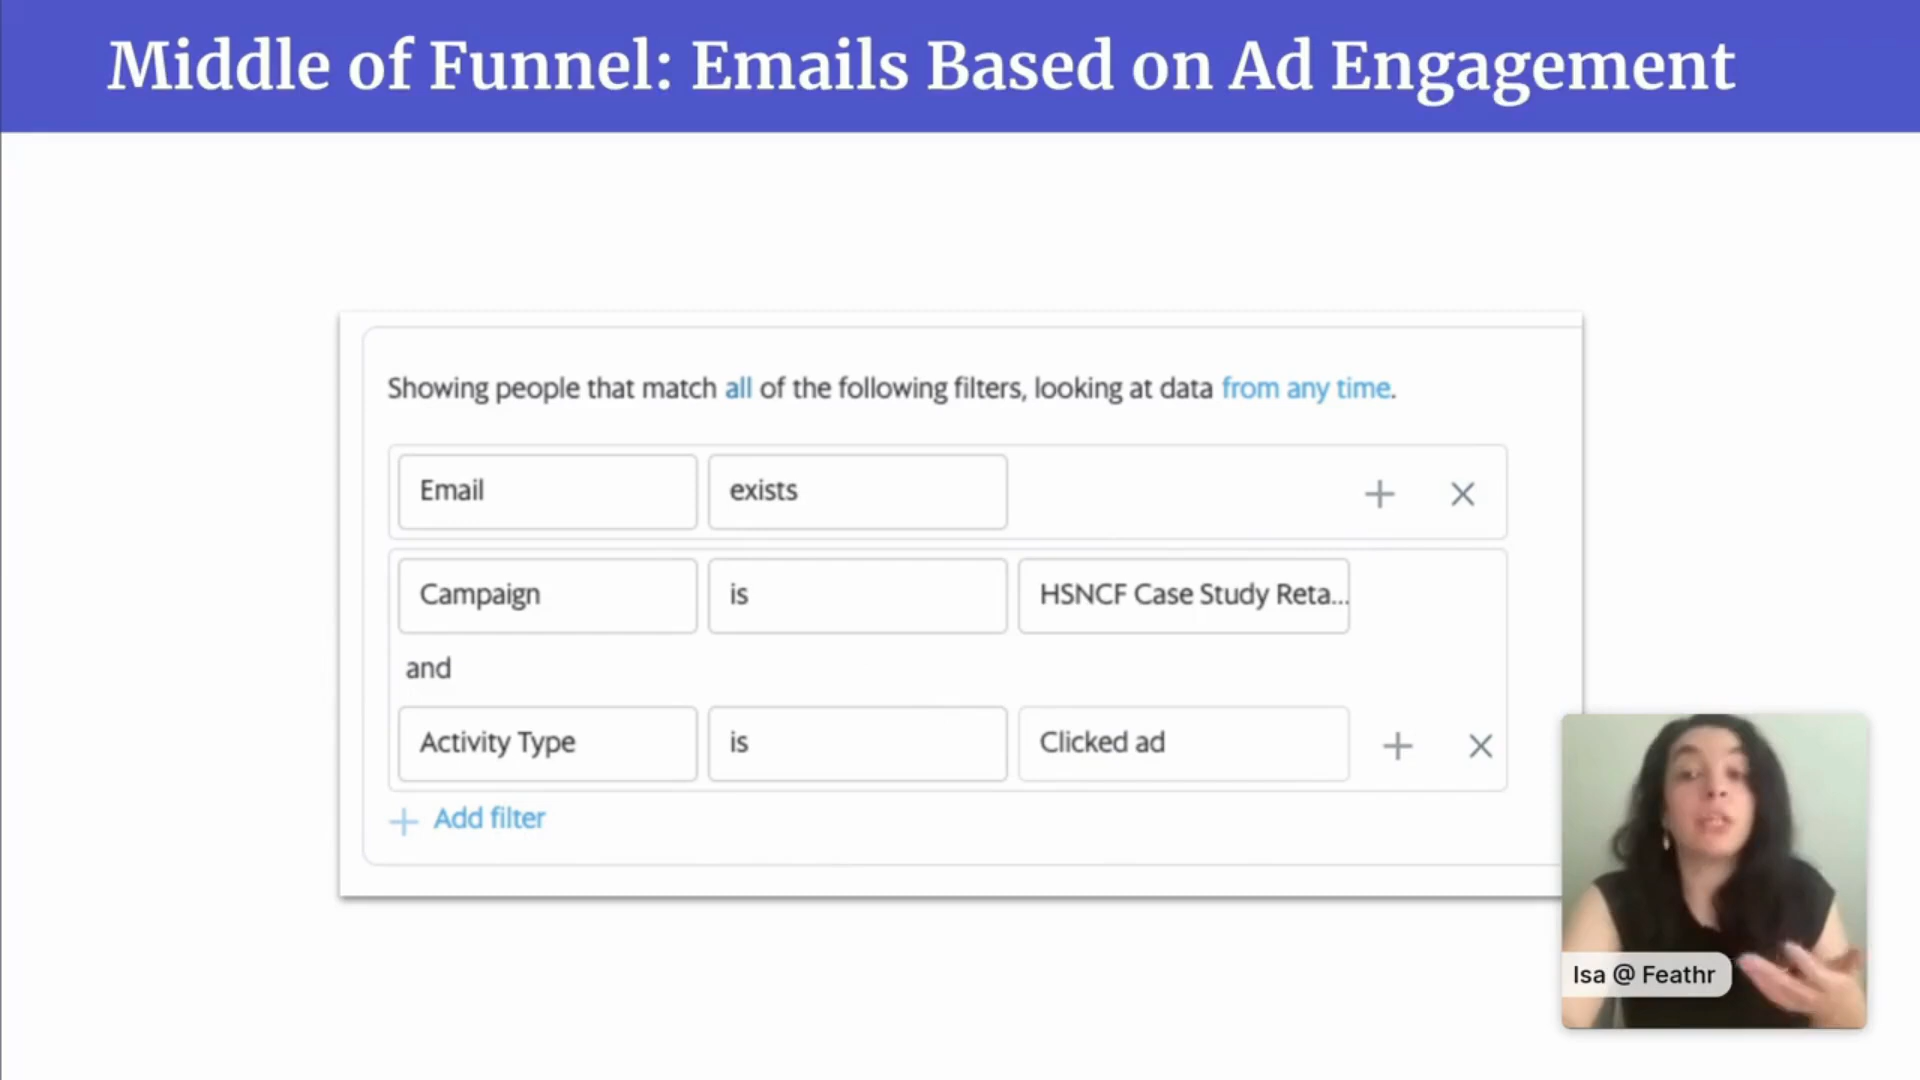 Middle of Funnel: Emails Based on Ad Engagement
Showing people that match all of the following filters, looking at data from any time.
Email exists
Campaign is HSNCF Case Study Reta...
and
Activity Type is Clicked ad
Add filter
Isa @ Feathr